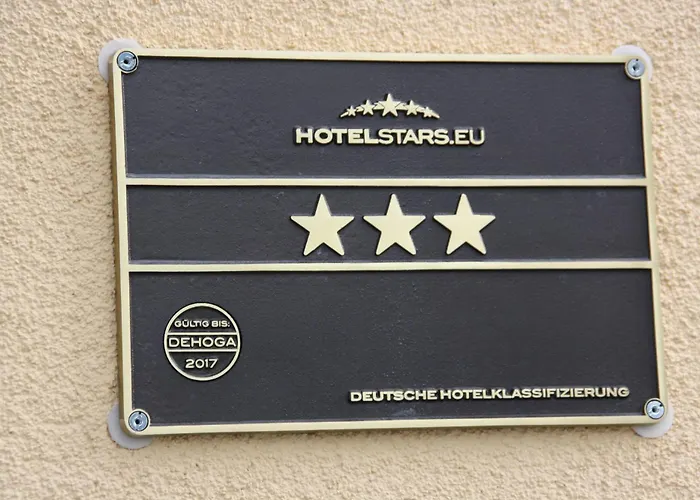 HOTELSTARS.EU
GÜLTIG BIS:
DEHOGA
2017
DEUTSCHE HOTELKLASSIFIZIERUNG